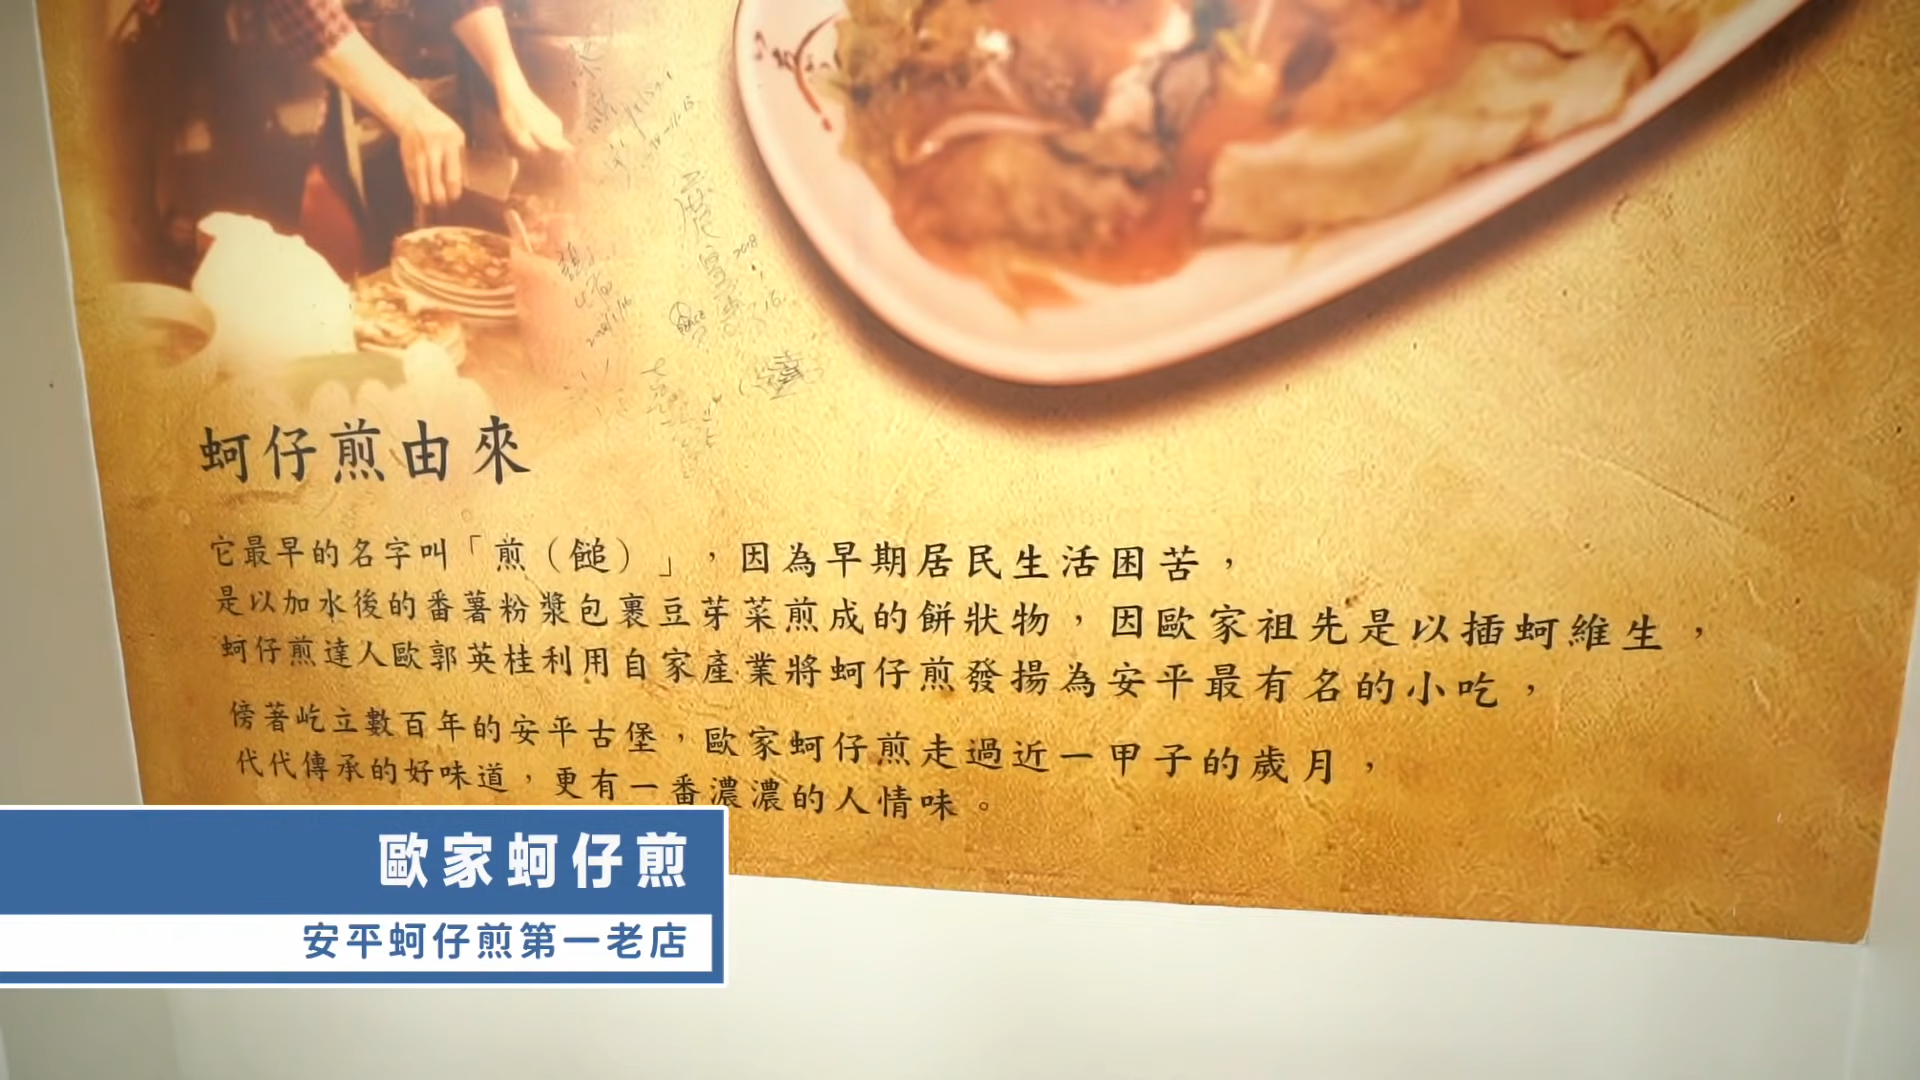 蚵仔煎由來
它最早的名字叫「煎（䭔）」，因為早期居民生活困苦，
是以加水後的番薯粉漿包裹豆芽菜煎成的餅狀物，因歐家祖先是以插蚵維生，
蚵仔煎達人歐郭英桂利用自家產業將蚵仔煎發揚為安平最有名的小吃，
傍著屹立數百年的安平古堡，歐家蚵仔煎走過近一甲子的歲月，
代代傳承的好味道，更有一番濃濃的人情味。
歐家蚵仔煎
安平蚵仔煎第一老店